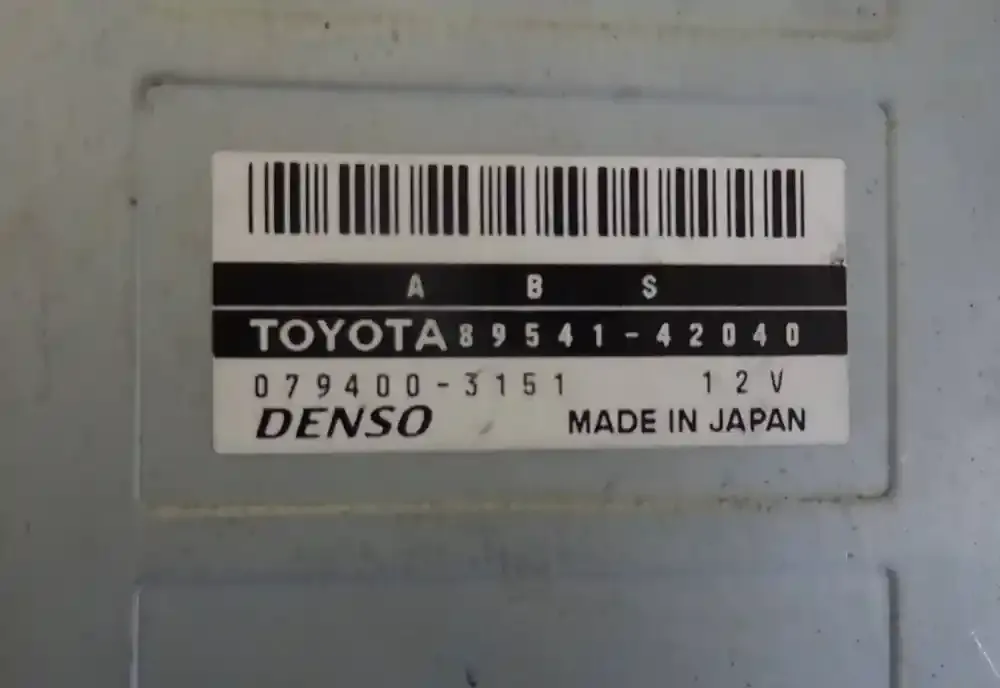 A B S
TOYOTA 89541-42040
079400-3151 12V
DENSO MADE IN JAPAN